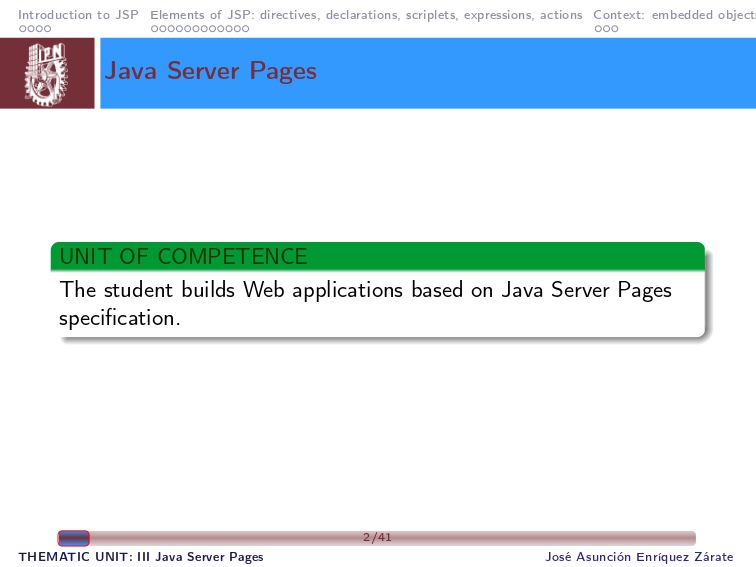 Introduction to JSP Elements of JSP: directives, declarations, scriplets, expressions, actions Context: embedded object
IPN
Java Server Pages
UNIT OF COMPETENCE
The student builds Web applications based on Java Server Pages
specification.
2/41
THEMATIC UNIT: III Java Server Pages José Asunción Enríquez Zárate